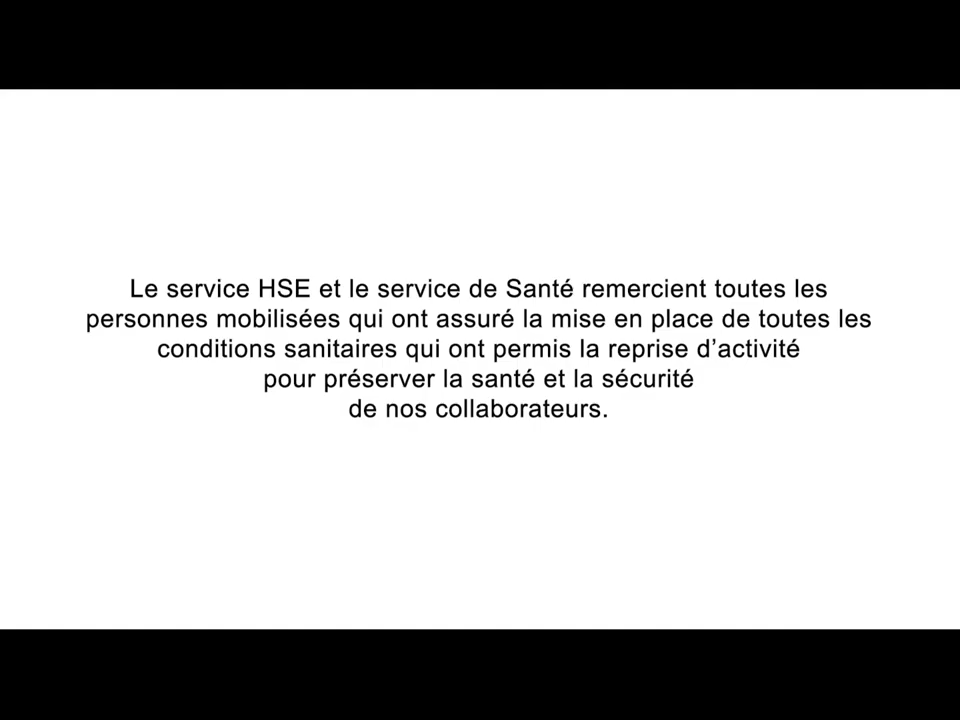 Le service HSE et le service de Santé remercient toutes les
personnes mobilisées qui ont assuré la mise en place de toutes les
conditions sanitaires qui ont permis la reprise d’activité
pour préserver la santé et la sécurité
de nos collaborateurs.